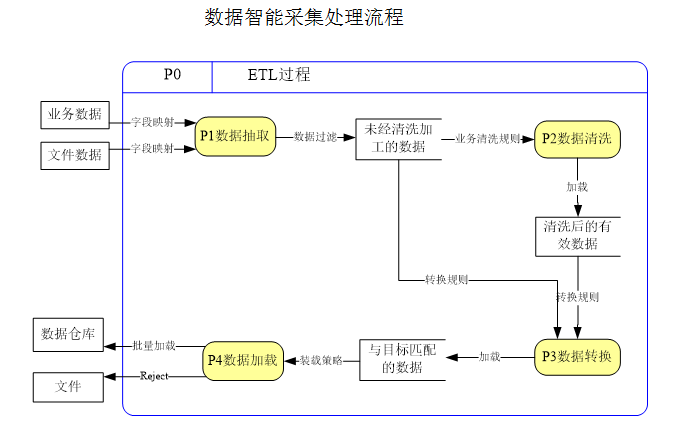 数据智能采集处理流程
P0
ETL过程
业务数据
字段映射
文件数据
字段映射
P1数据抽取
数据过滤
未经清洗加
工的数据
业务清洗规则
P2数据清洗
加载
清洗后的有
效数据
转换规则
转换规则
P3数据转换
加载
与目标匹配
的数据
装载策略
P4数据加载
批量加载
数据仓库
Reject
文件